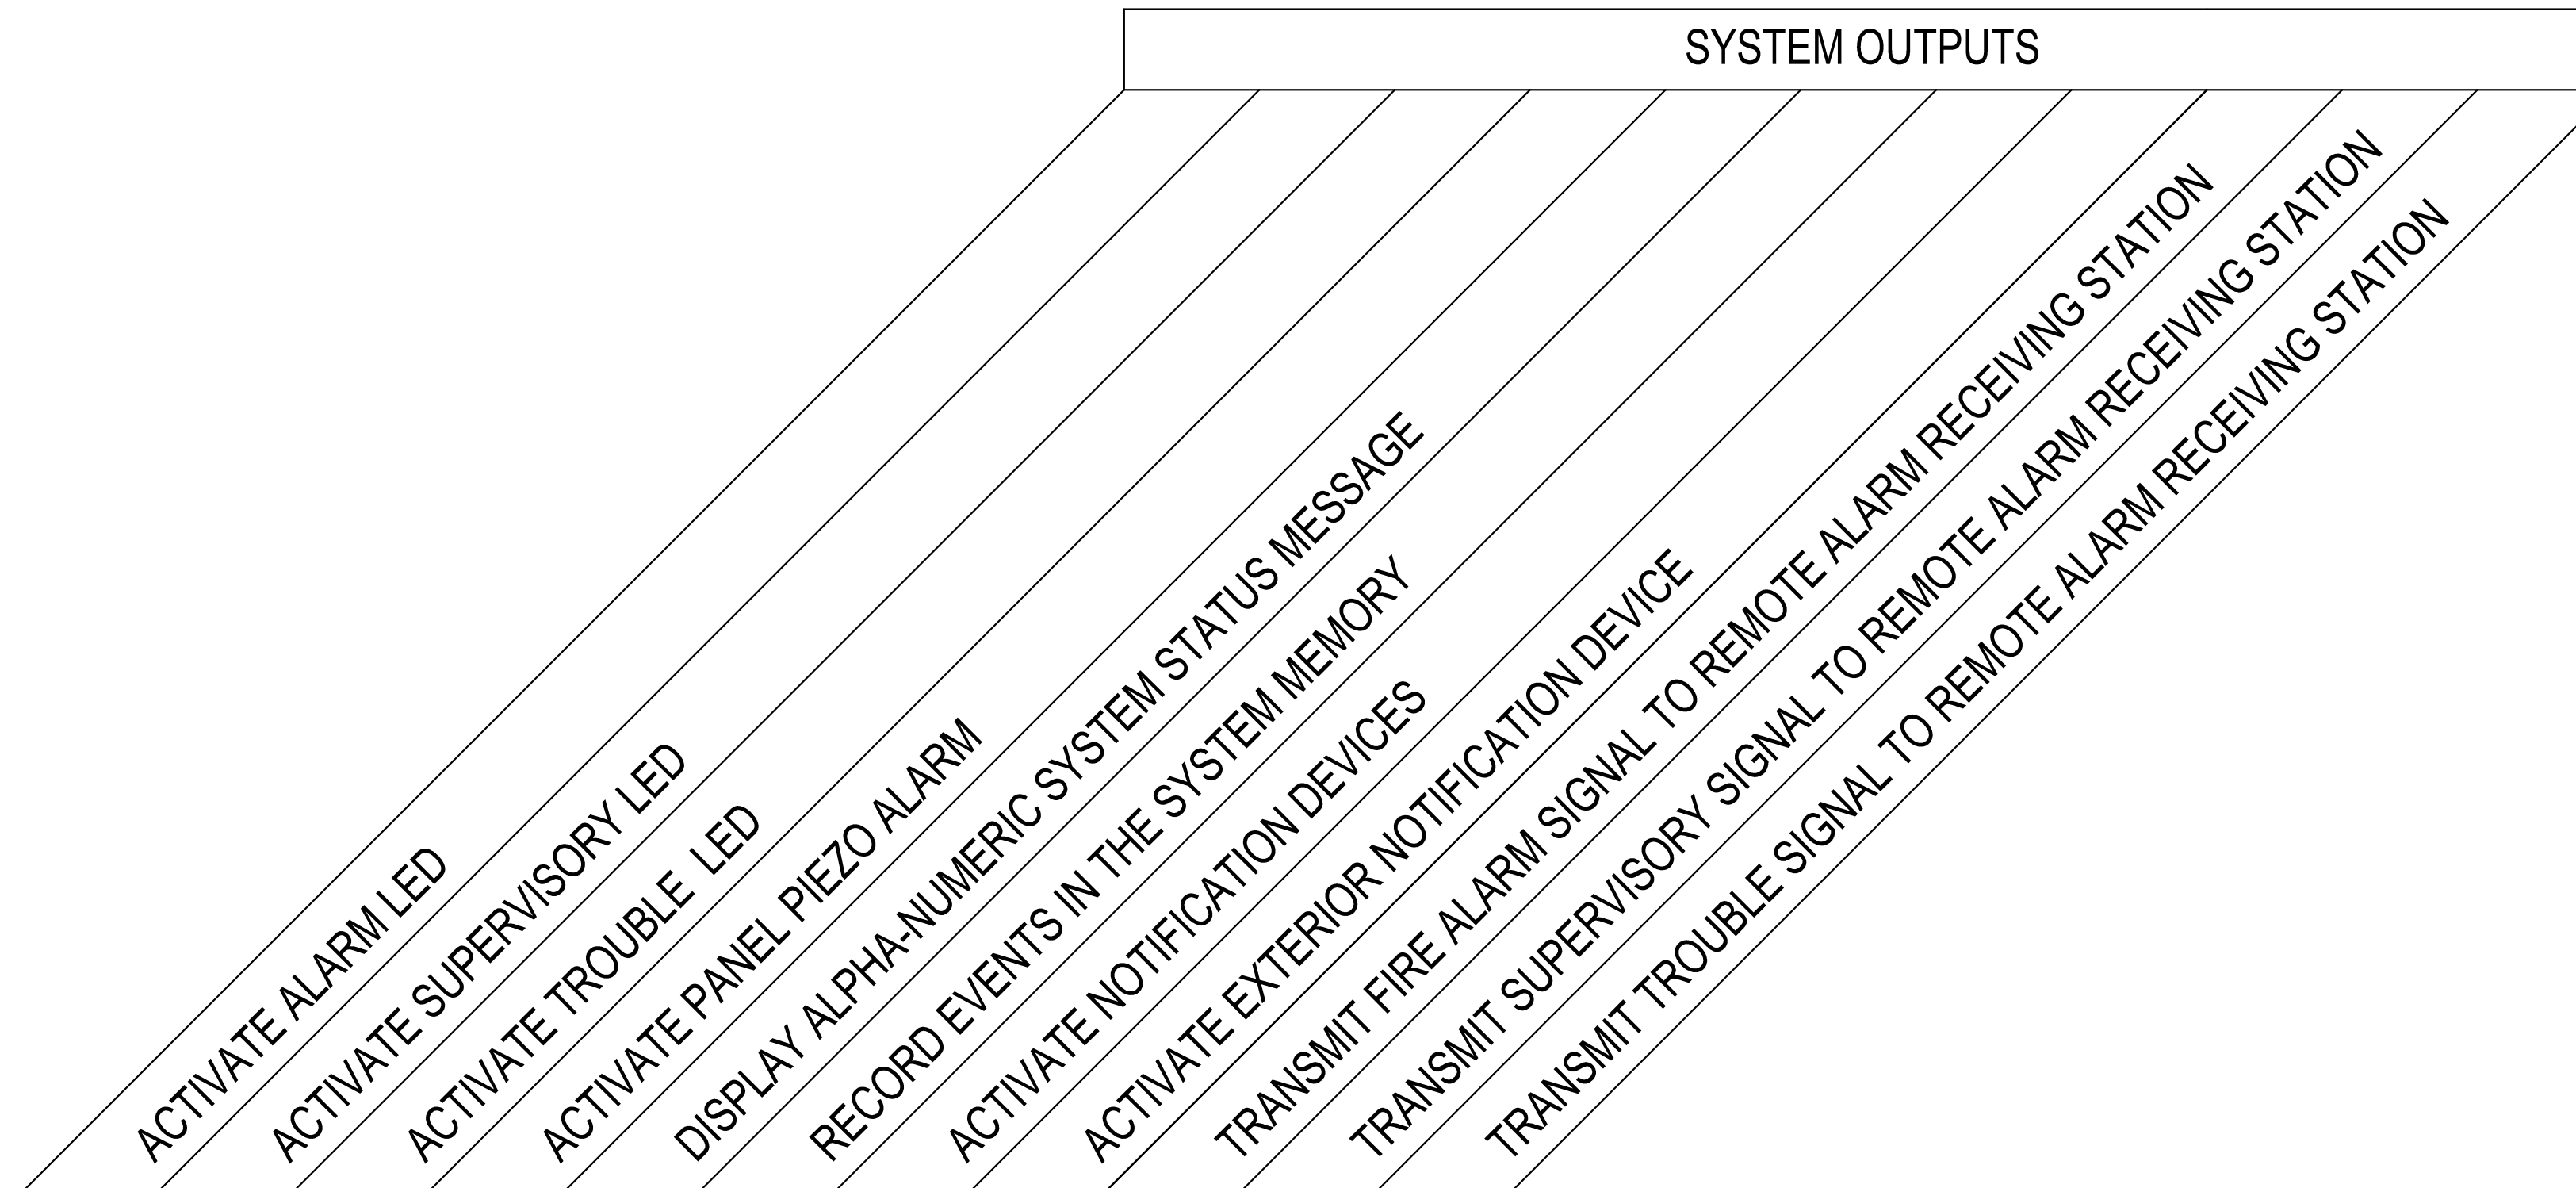 SYSTEM OUTPUTS
ACTIVATE ALARM LED
ACTIVATE SUPERVISORY LED
ACTIVATE TROUBLE LED
ACTIVATE PANEL PIEZO ALARM
DISPLAY ALPHA-NUMERIC SYSTEM STATUS MESSAGE
RECORD EVENTS IN THE SYSTEM MEMORY
ACTIVATE NOTIFICATION DEVICES
ACTIVATE EXTERIOR NOTIFICATION DEVICE
TRANSMIT FIRE ALARM SIGNAL TO REMOTE ALARM RECEIVING STATION
TRANSMIT SUPERVISORY SIGNAL TO REMOTE ALARM RECEIVING STATION
TRANSMIT TROUBLE SIGNAL TO REMOTE ALARM RECEIVING STATION